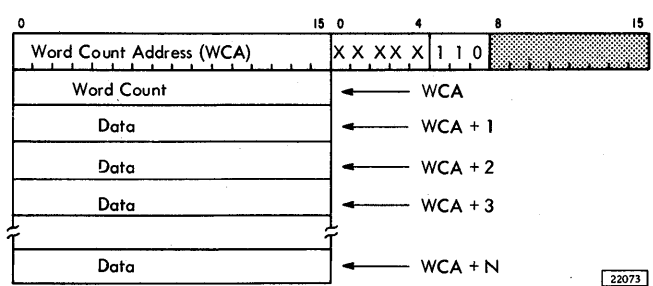 0 15 0 4 8 15
Word Count Address (WCA) X X X X X 1 1 0
Word Count WCA
Data WCA + 1
Data WCA + 2
Data WCA + 3
Data WCA + N
22073